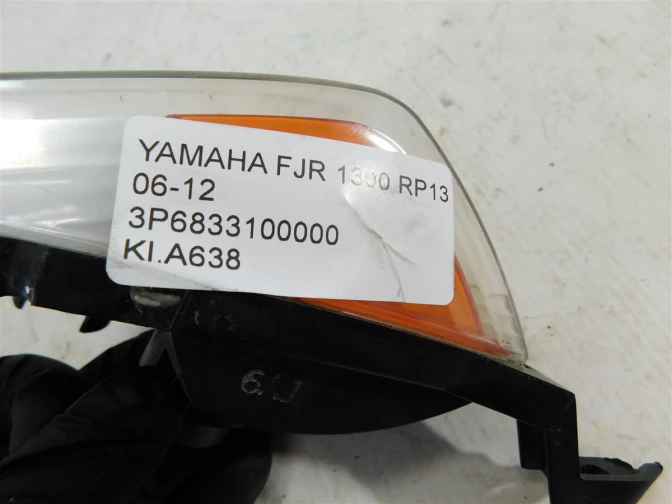 YAMAHA FJR 1300 RP13
06-12
3P6833100000
KI.A638